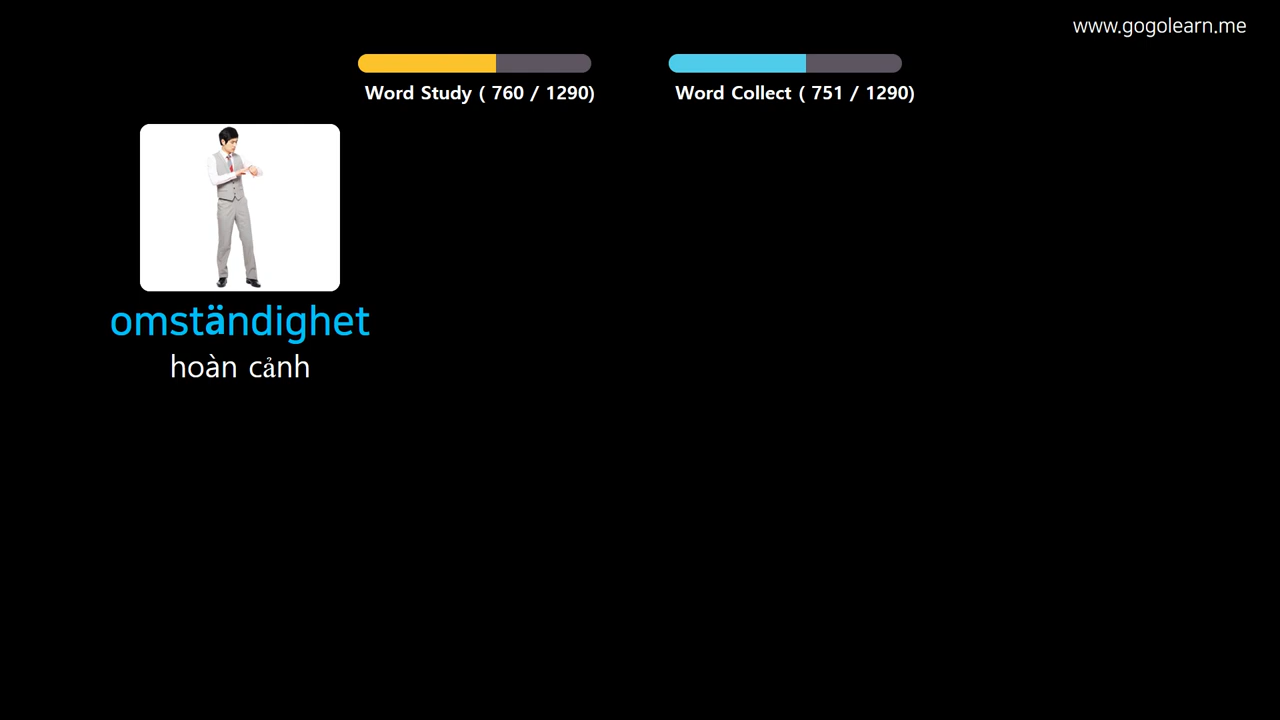 www.gogolearn.me
Word Study ( 760 / 1290)
Word Collect ( 751 / 1290)
omständighet
hoàn cảnh